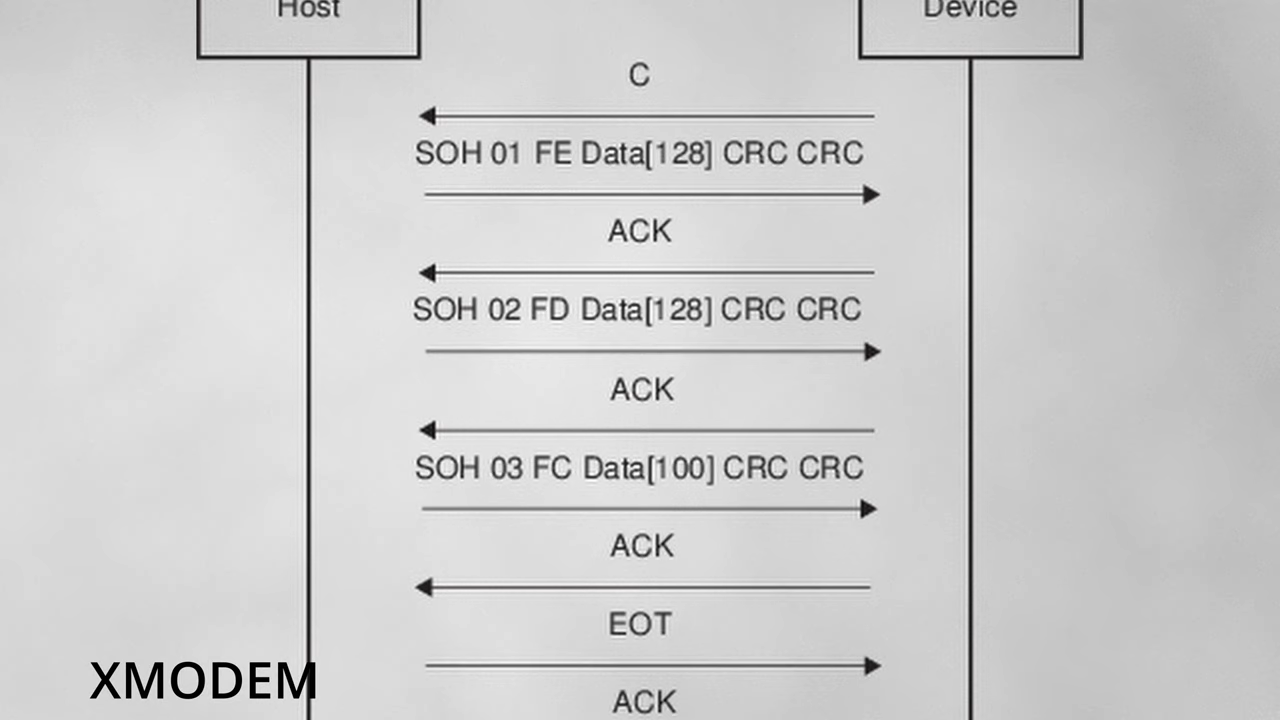 Host
Device
C
SOH 01 FE Data[128] CRC CRC
ACK
SOH 02 FD Data[128] CRC CRC
ACK
SOH 03 FC Data[100] CRC CRC
ACK
EOT
ACK
XMODEM